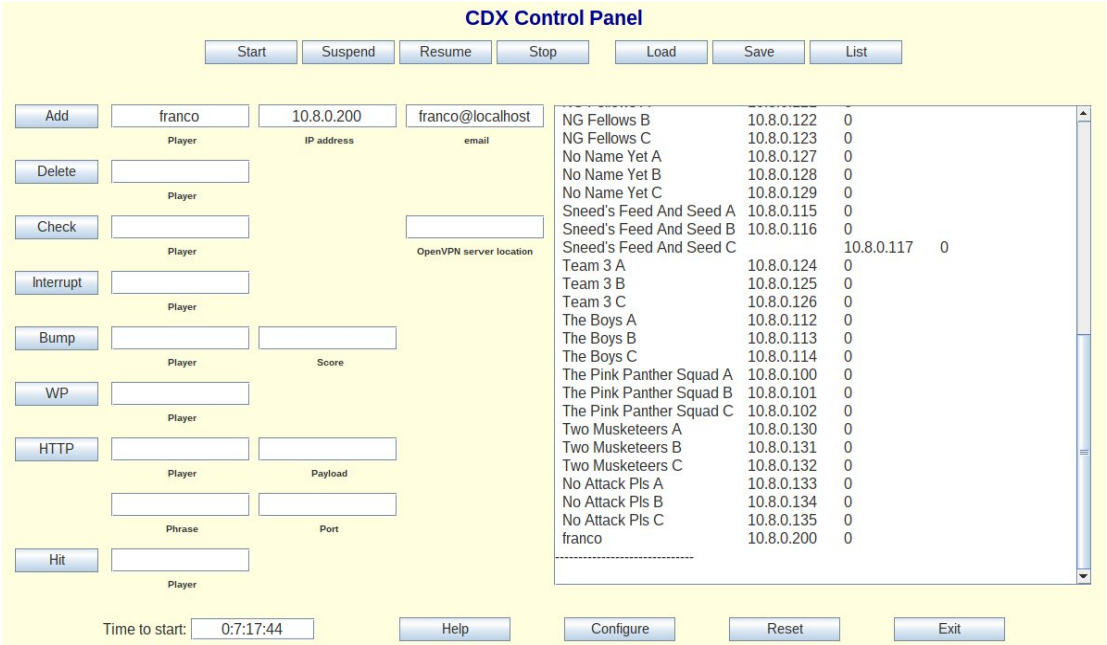 CDX Control Panel
Start Suspend Resume Stop Load Save List
Add franco 10.8.0.200 franco@localhost
Player IP address email
Delete
Player
Check
Player OpenVPN server location
Interrupt
Player
Bump
Player Score
WP
Player
HTTP
Player Payload
Phrase Port
Hit
Player
NG Fellows B 10.8.0.122 0
NG Fellows C 10.8.0.123 0
No Name Yet A 10.8.0.127 0
No Name Yet B 10.8.0.128 0
No Name Yet C 10.8.0.129 0
Sneed's Feed And Seed A 10.8.0.115 0
Sneed's Feed And Seed B 10.8.0.116 0
Sneed's Feed And Seed C 10.8.0.117 0
Team 3 A 10.8.0.124 0
Team 3 B 10.8.0.125 0
Team 3 C 10.8.0.126 0
The Boys A 10.8.0.112 0
The Boys B 10.8.0.113 0
The Boys C 10.8.0.114 0
The Pink Panther Squad A 10.8.0.100 0
The Pink Panther Squad B 10.8.0.101 0
The Pink Panther Squad C 10.8.0.102 0
Two Musketeers A 10.8.0.130 0
Two Musketeers B 10.8.0.131 0
Two Musketeers C 10.8.0.132 0
No Attack Pls A 10.8.0.133 0
No Attack Pls B 10.8.0.134 0
No Attack Pls C 10.8.0.135 0
franco 10.8.0.200 0
------------------------------
Time to start: 0:7:17:44 Help Configure Reset Exit